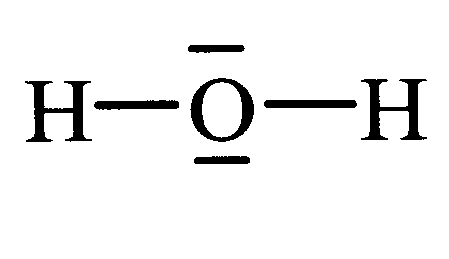 H — O — H